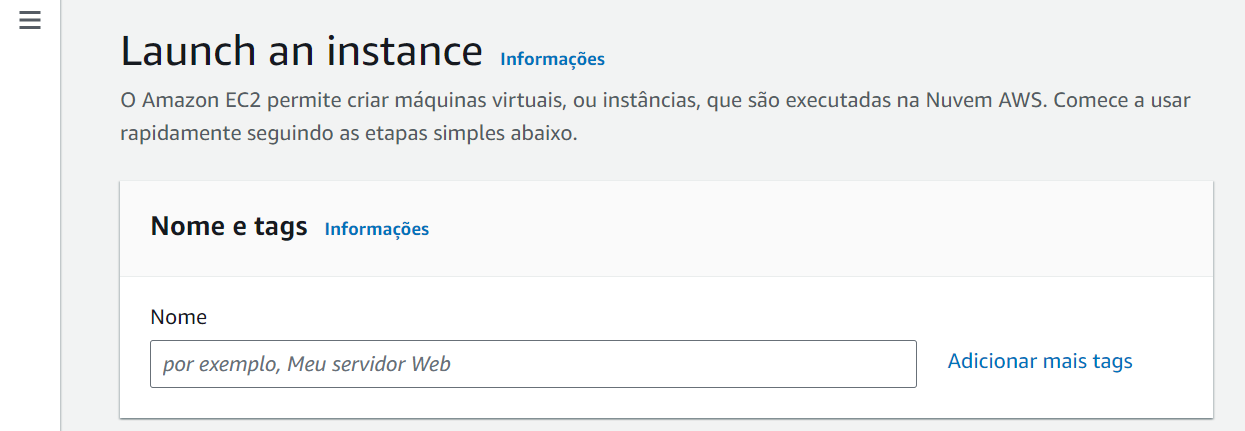 Launch an instance Informações
O Amazon EC2 permite criar máquinas virtuais, ou instâncias, que são executadas na Nuvem AWS. Comece a usar
rapidamente seguindo as etapas simples abaixo.
Nome e tags Informações
Nome
por exemplo, Meu servidor Web Adicionar mais tags